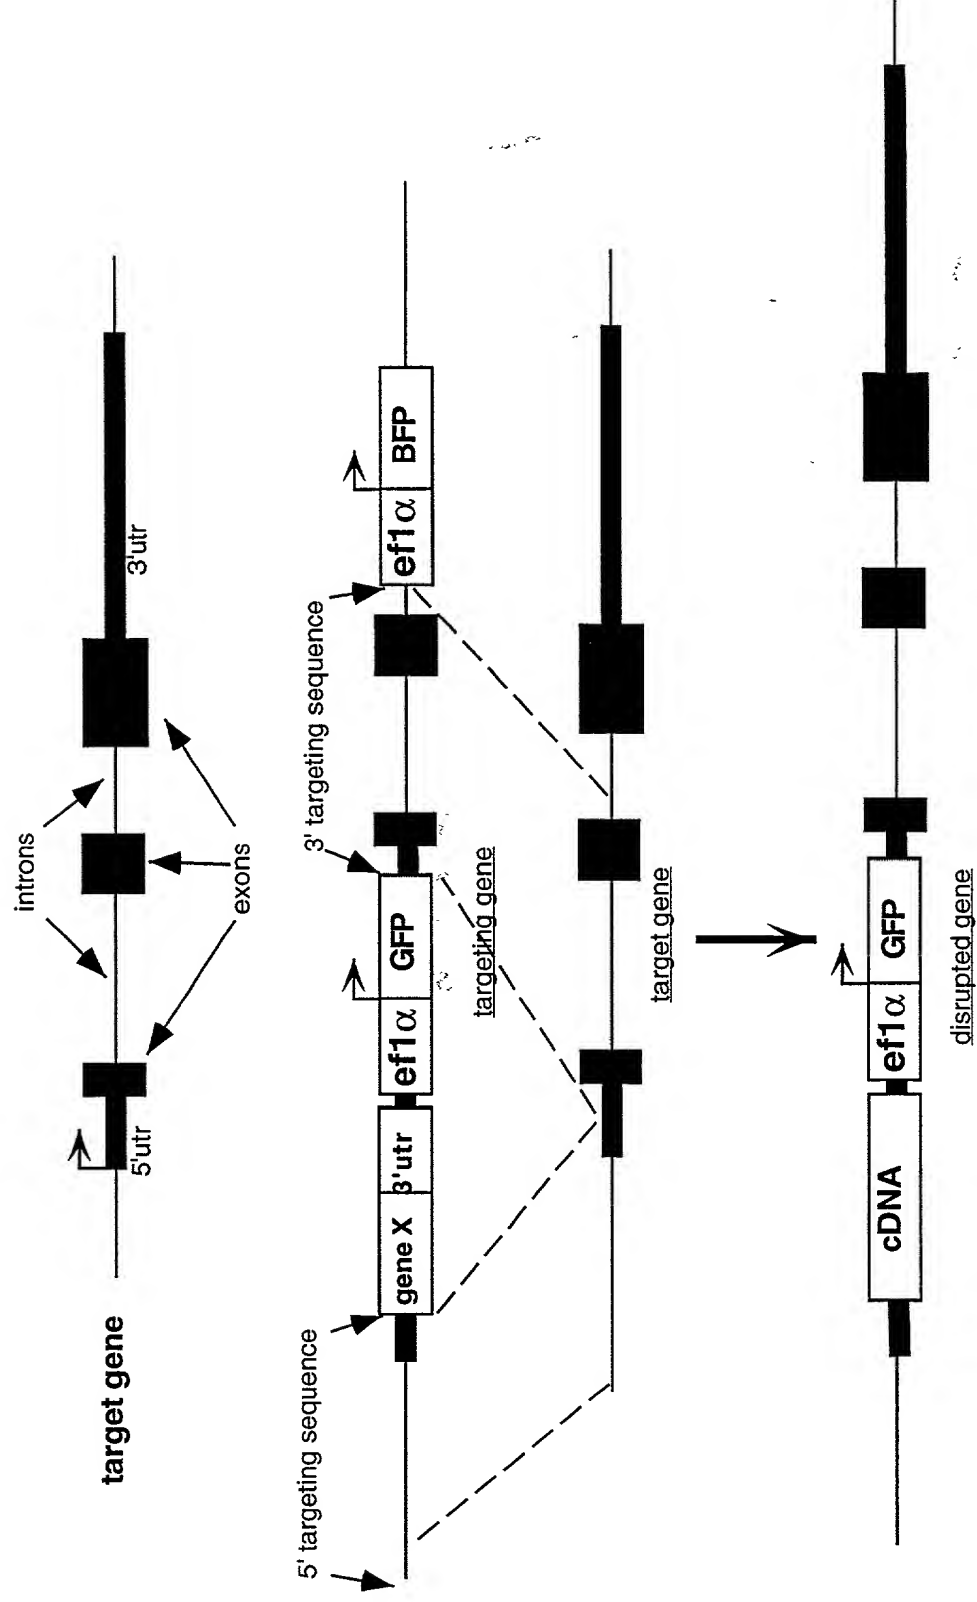 target gene
5'utr
3'utr
introns
exons
5' targeting sequence
3' targeting sequence
gene X
3'utr
ef1α
GFP
ef1α
BFP
targeting gene
target gene
cDNA
ef1α
GFP
disrupted gene